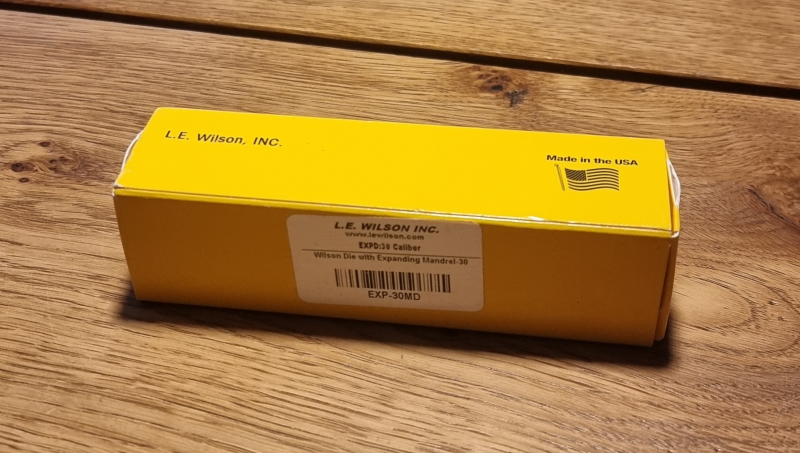 L.E. Wilson, INC.
Made in the USA
L.E. WILSON INC.
www.lewilson.com
EXPD:30 Caliber
Wilson Die with Expanding Mandrel-30
EXP-30MD